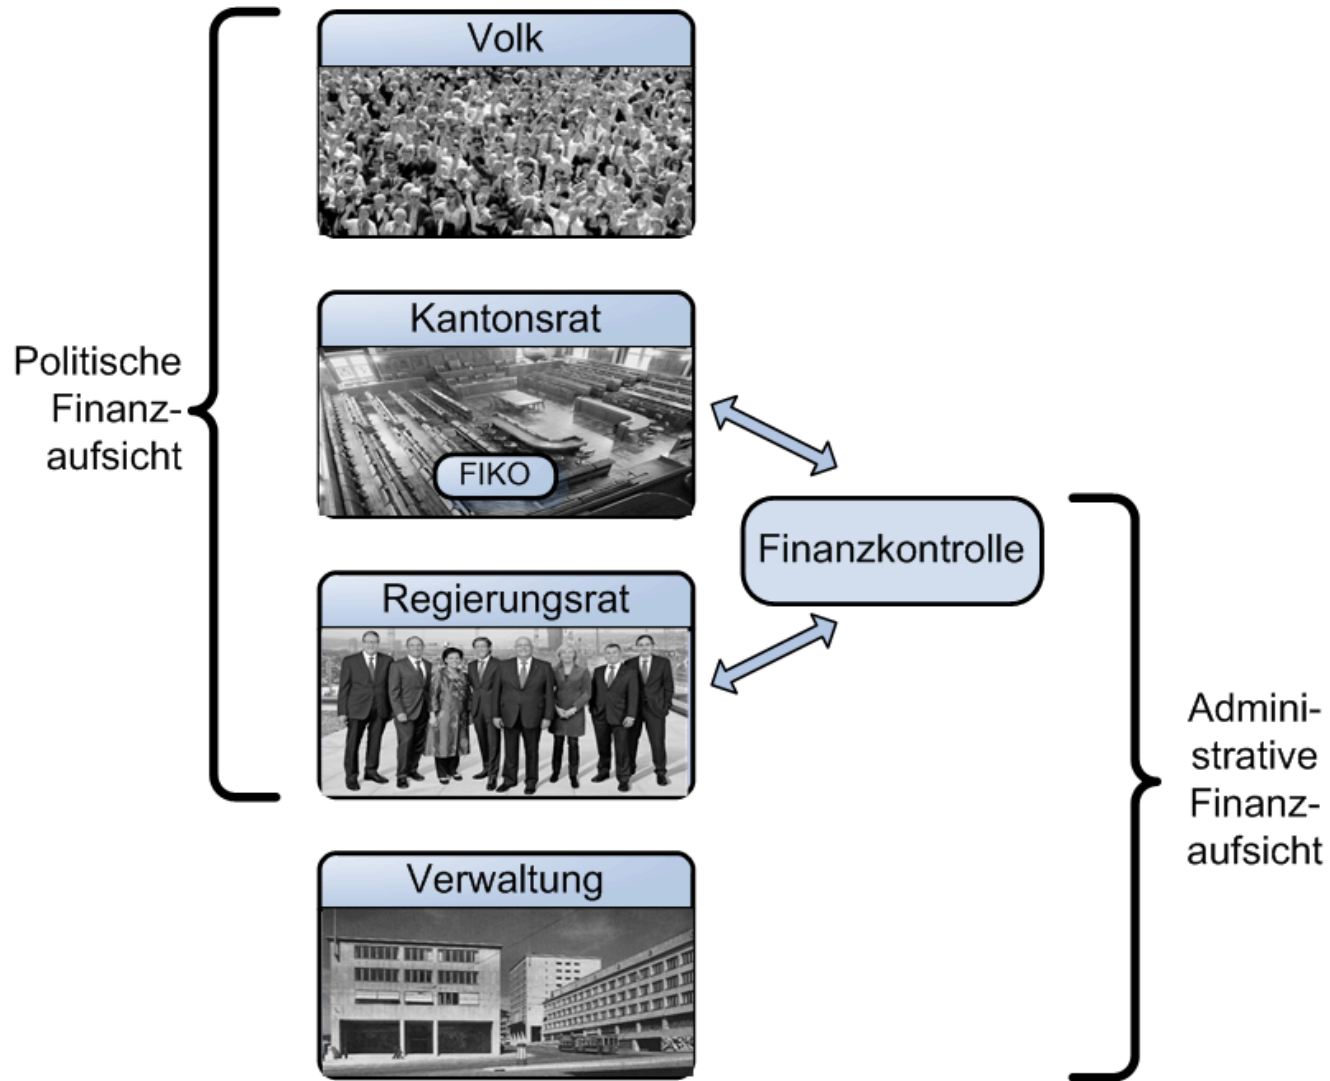 Volk
Kantonsrat
Politische
Finanz-
aufsicht
FIKO
Finanzkontrolle
Regierungsrat
Admini-
strative
Finanz-
aufsicht
Verwaltung